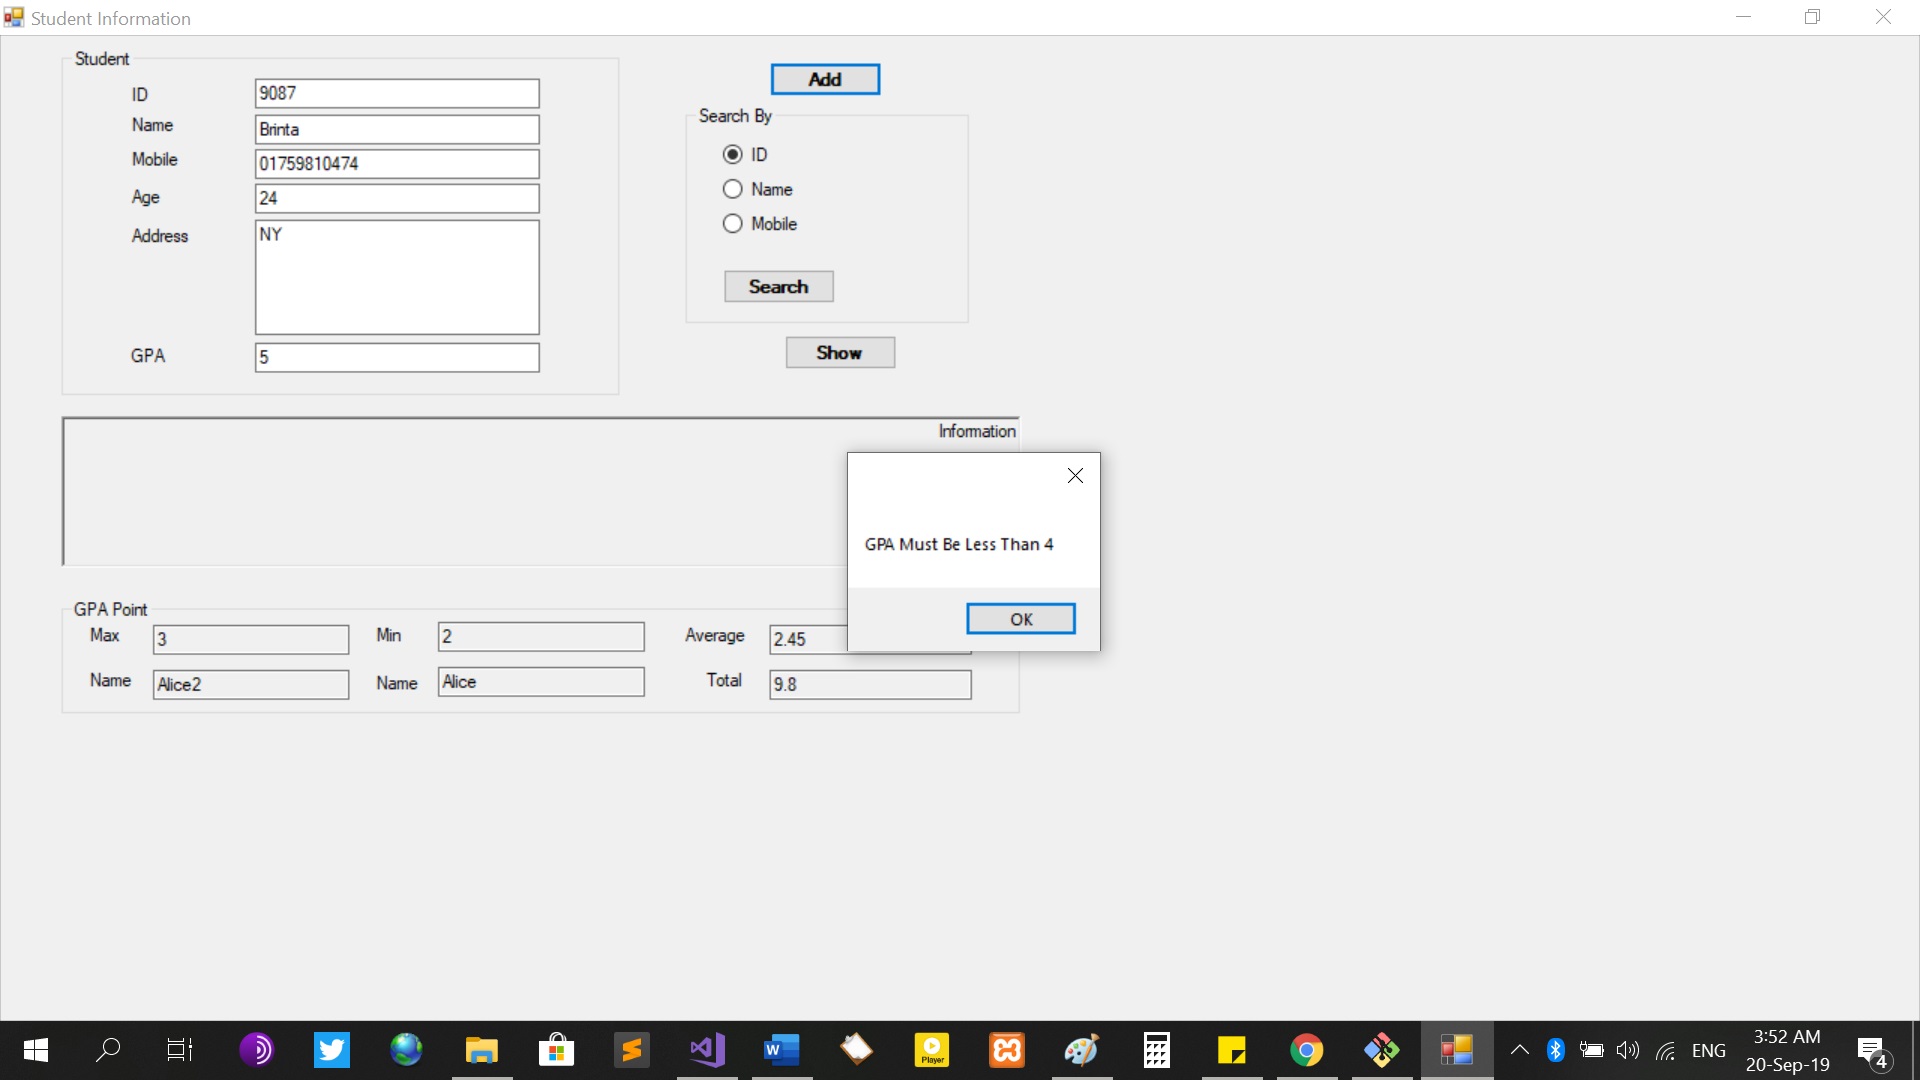 Student Information
Student
ID 9087
Name Brinta
Mobile 01759810474
Age 24
Address NY
GPA 5
Add
Search By
ID
Name
Mobile
Search
Show
Information
GPA Must Be Less Than 4
OK
GPA Point
Max 3 Min 2 Average 2.45
Name Alice2 Name Alice Total 9.8
W
Player
ENG
3:52 AM
20-Sep-19
4